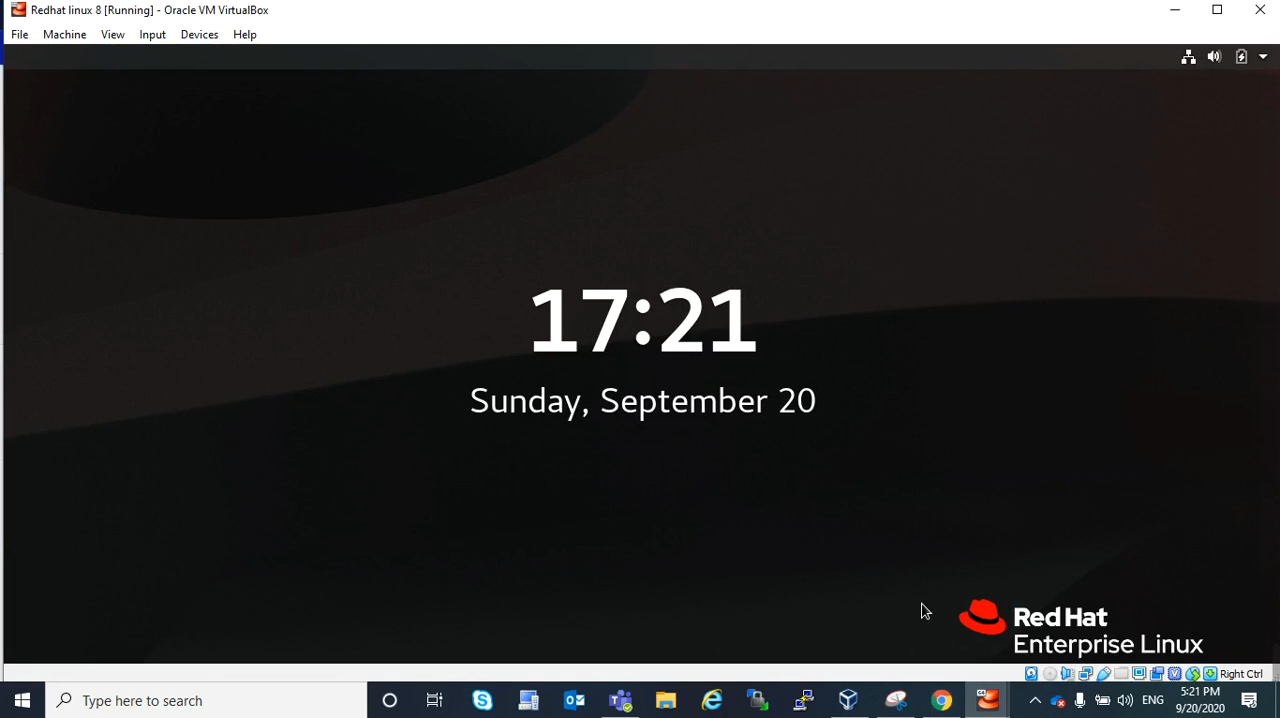 Redhat linux 8 [Running] - Oracle VM VirtualBox
File Machine View Input Devices Help
17:21
Sunday, September 20
Red Hat
Enterprise Linux
Right Ctrl
Type here to search
ENG
5:21 PM
9/20/2020